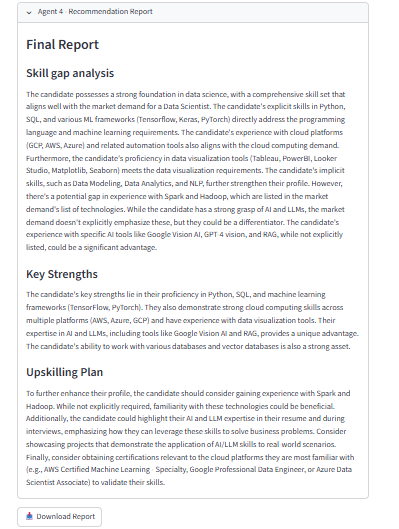 Agent 4 - Recommendation Report
Final Report
Skill gap analysis
The candidate possesses a strong foundation in data science, with a comprehensive skill set that
aligns well with the market demand for a Data Scientist. The candidate's explicit skills in Python,
SQL, and various ML frameworks (Tensorflow, Keras, PyTorch) directly address the programming
language and machine learning requirements. The candidate's experience with cloud platforms
(GCP, AWS, Azure) and related automation tools also aligns with the cloud computing demand.
Furthermore, the candidate's proficiency in data visualization tools (Tableau, PowerBI, Looker
Studio, Matplotlib, Seaborn) meets the data visualization requirements. The candidate's implicit
skills, such as Data Modeling, Data Analytics, and NLP, further strengthen their profile. However,
there's a potential gap in experience with Spark and Hadoop, which are listed in the market
demand's list of technologies. While the candidate has a strong grasp of AI and LLMs, the market
demand doesn't explicitly emphasize these, but they could be a differentiator. The candidate's
experience with specific AI tools like Google Vision AI, GPT-4 vision, and RAG, while not explicitly
listed, could be a significant advantage.
Key Strengths
The candidate's key strengths lie in their proficiency in Python, SQL, and machine learning
frameworks (TensorFlow, PyTorch). They also demonstrate strong cloud computing skills across
multiple platforms (AWS, Azure, GCP) and have experience with data visualization tools. Their
expertise in AI and LLMs, including tools like Google Vision AI and RAG, provides a unique advantage.
The candidate's ability to work with various databases and vector databases is also a strong asset.
Upskilling Plan
To further enhance their profile, the candidate should consider gaining experience with Spark and
Hadoop. While not explicitly required, familiarity with these technologies could be beneficial.
Additionally, the candidate could highlight their AI and LLM expertise in their resume and during
interviews, emphasizing how they can leverage these skills to solve business problems. Consider
showcasing projects that demonstrate the application of AI/LLM skills to real-world scenarios.
Finally, consider obtaining certifications relevant to the cloud platforms they are most familiar with
(e.g., AWS Certified Machine Learning - Specialty, Google Professional Data Engineer, or Azure Data
Scientist Associate) to validate their skills.
Download Report